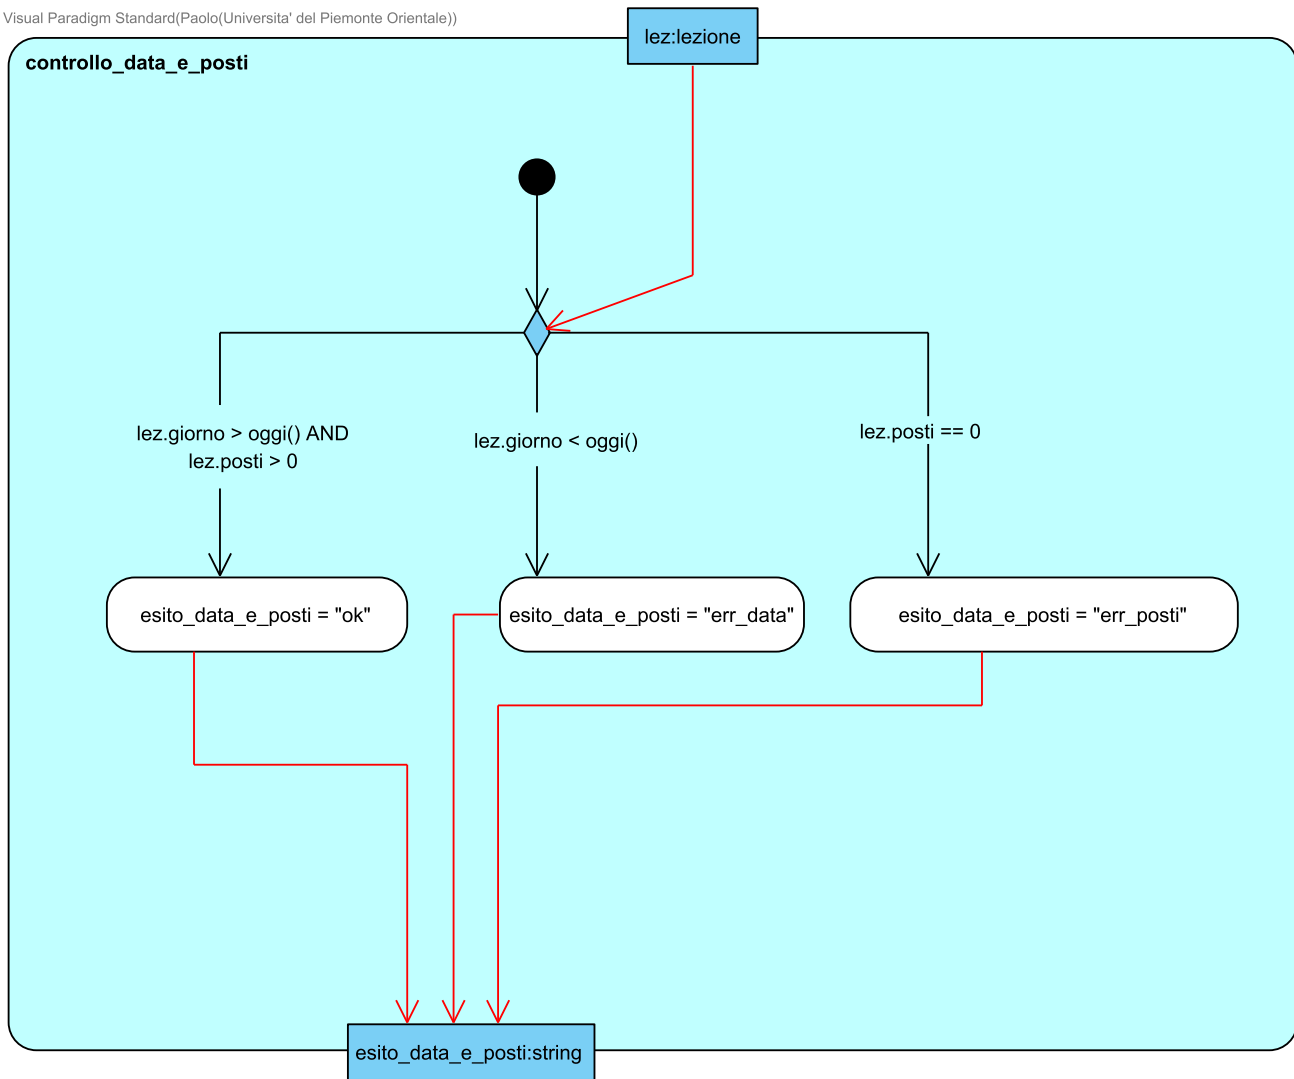 Visual Paradigm Standard(Paolo(Universita' del Piemonte Orientale))
lez:lezione
controllo_data_e_posti
lez.giorno > oggi() AND
lez.posti > 0
lez.giorno < oggi()
lez.posti == 0
esito_data_e_posti = "ok"
esito_data_e_posti = "err_data"
esito_data_e_posti = "err_posti"
esito_data_e_posti:string